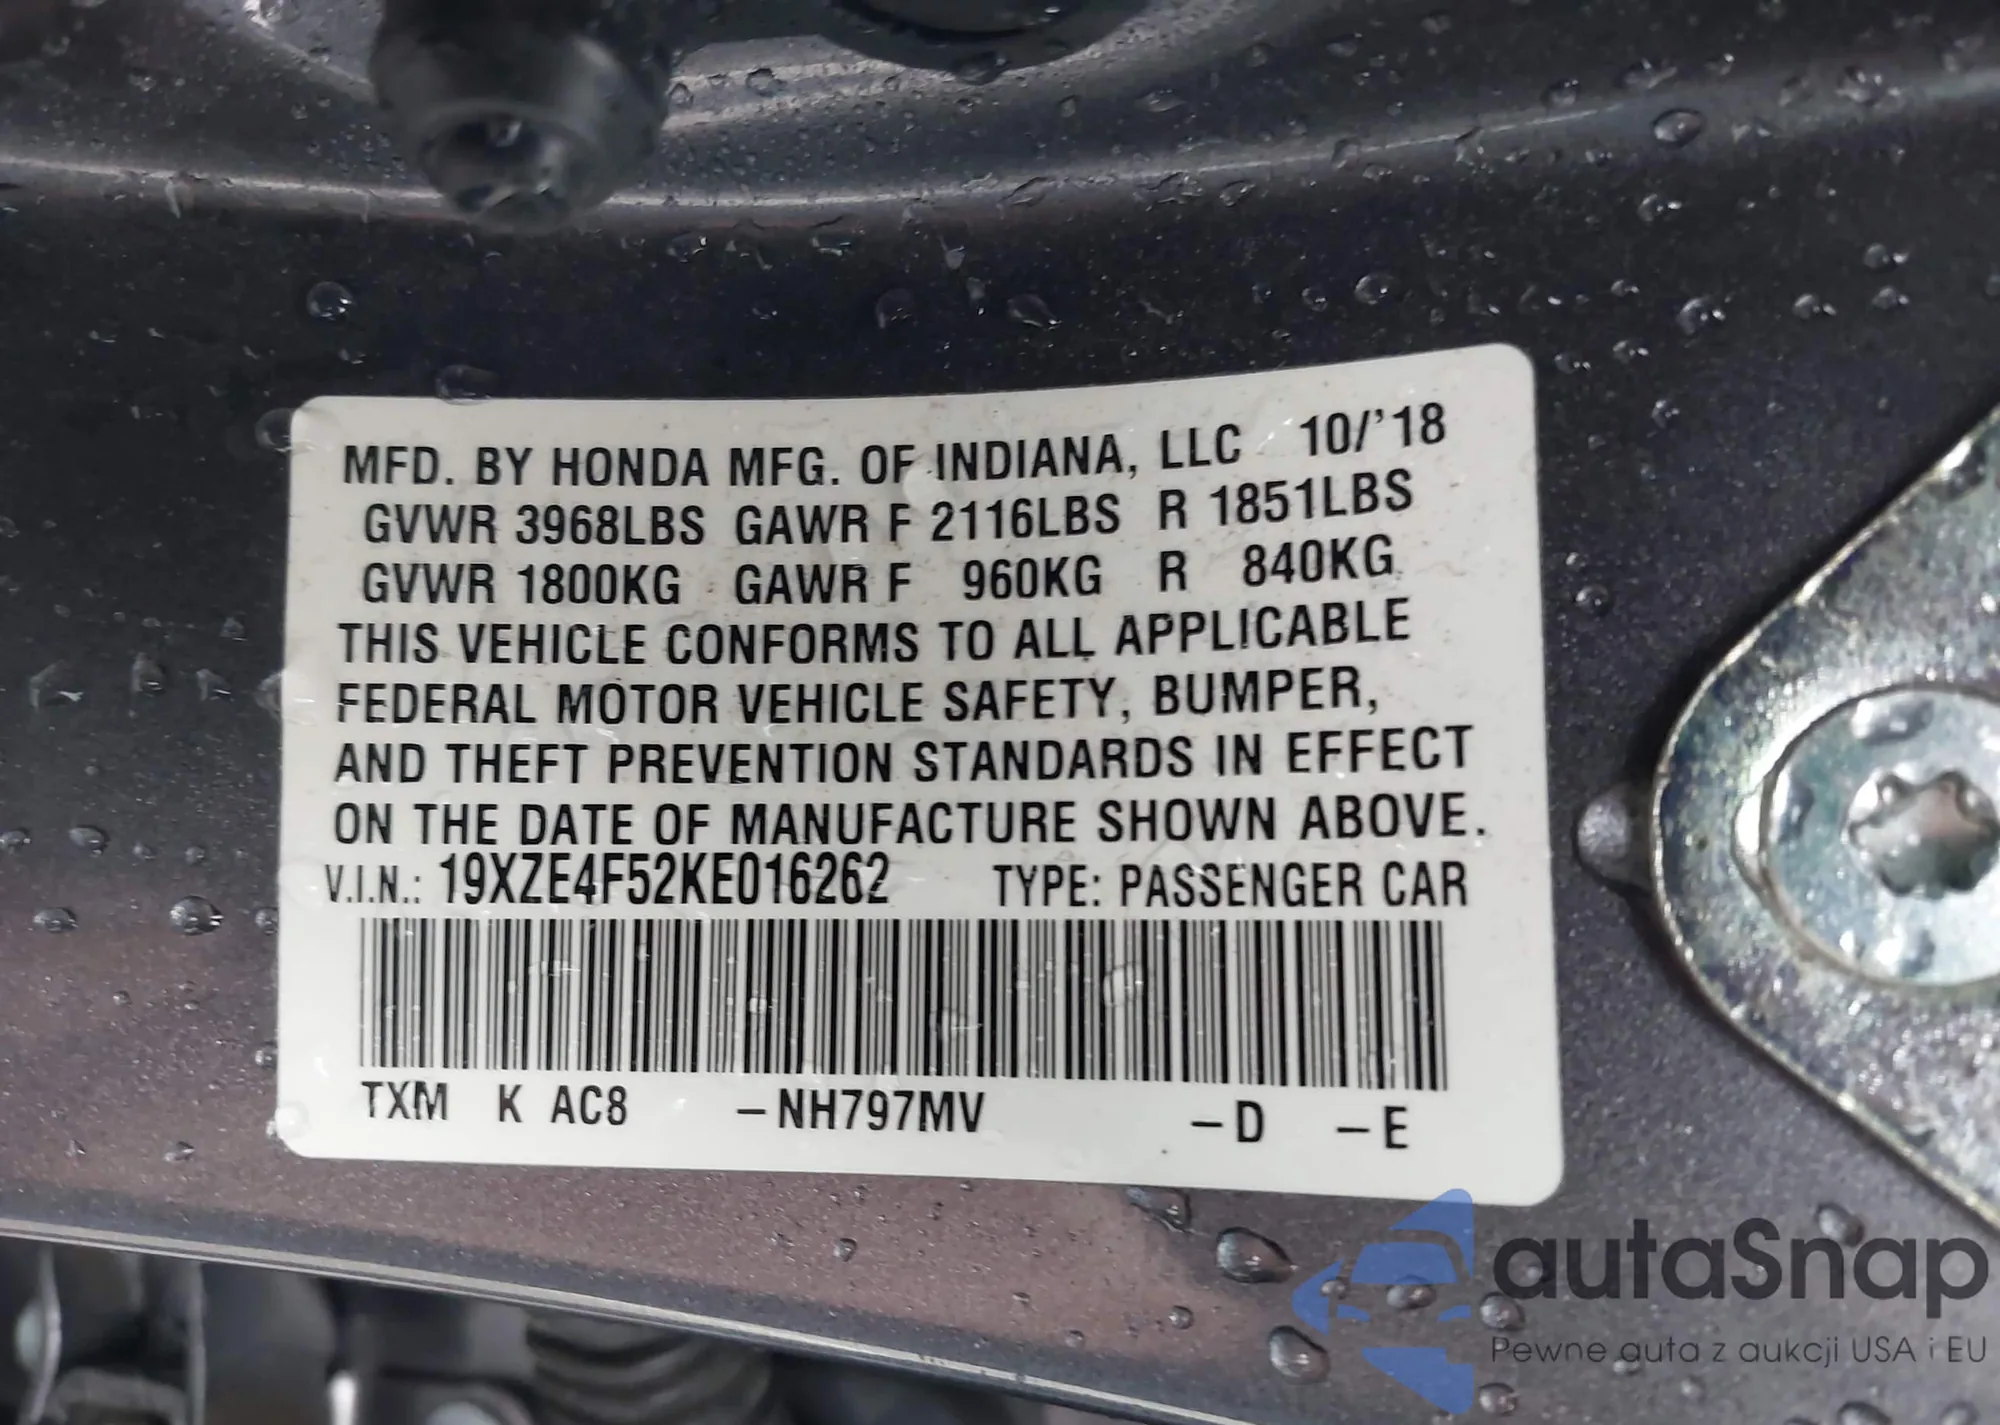 MFD. BY HONDA MFG. OF INDIANA, LLC 10/'18
GVWR 3968LBS GAWR F 2116LBS R 1851LBS
GVWR 1800KG GAWR F 960KG R 840KG
THIS VEHICLE CONFORMS TO ALL APPLICABLE
FEDERAL MOTOR VEHICLE SAFETY, BUMPER,
AND THEFT PREVENTION STANDARDS IN EFFECT
ON THE DATE OF MANUFACTURE SHOWN ABOVE.
V.I.N.: 19XZE4F52KE016262 TYPE: PASSENGER CAR
TXM K AC8 –NH797MV –D –E
autaSnap
Pewne auta z aukcji USA i EU